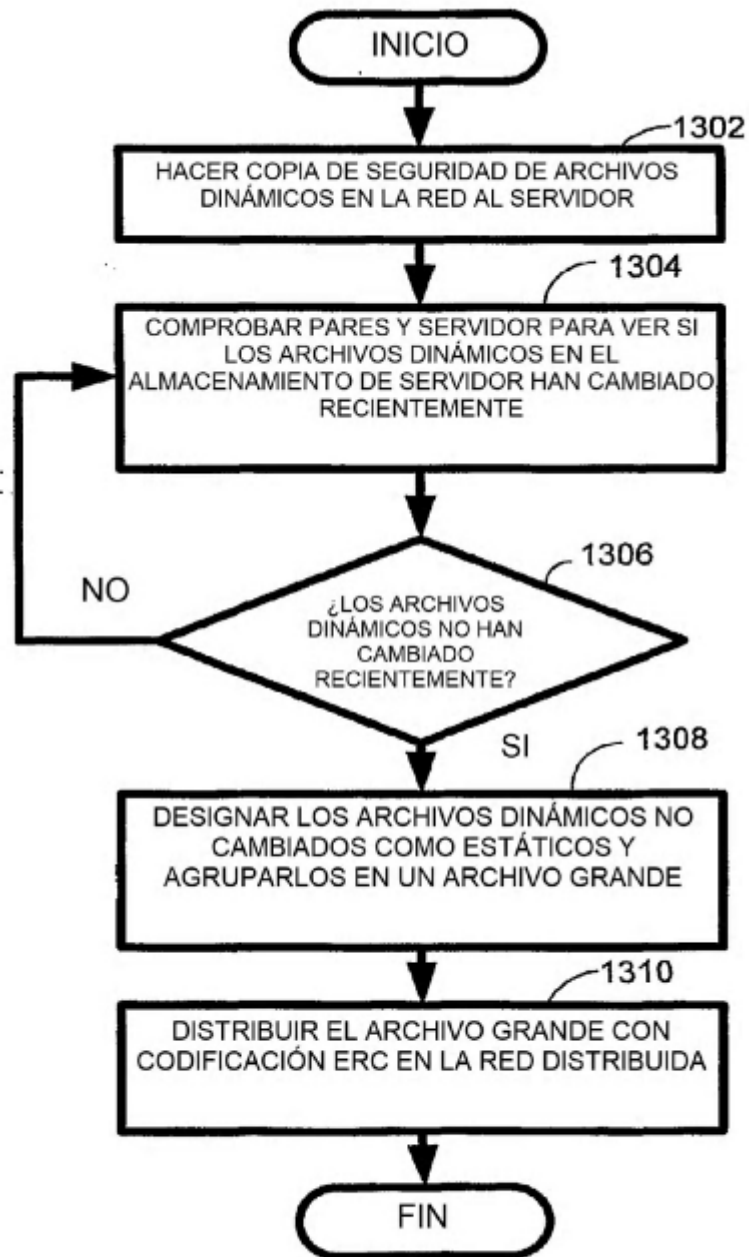 INICIO
1302
HACER COPIA DE SEGURIDAD DE ARCHIVOS
DINÁMICOS EN LA RED AL SERVIDOR
1304
COMPROBAR PARES Y SERVIDOR PARA VER SI
LOS ARCHIVOS DINÁMICOS EN EL
ALMACENAMIENTO DE SERVIDOR HAN CAMBIADO
RECIENTEMENTE
1306
NO
¿LOS ARCHIVOS
DINÁMICOS NO HAN
CAMBIADO
RECIENTEMENTE?
SI
1308
DESIGNAR LOS ARCHIVOS DINÁMICOS NO
CAMBIADOS COMO ESTÁTICOS Y
AGRUPARLOS EN UN ARCHIVO GRANDE
1310
DISTRIBUIR EL ARCHIVO GRANDE CON
CODIFICACIÓN ERC EN LA RED DISTRIBUIDA
FIN